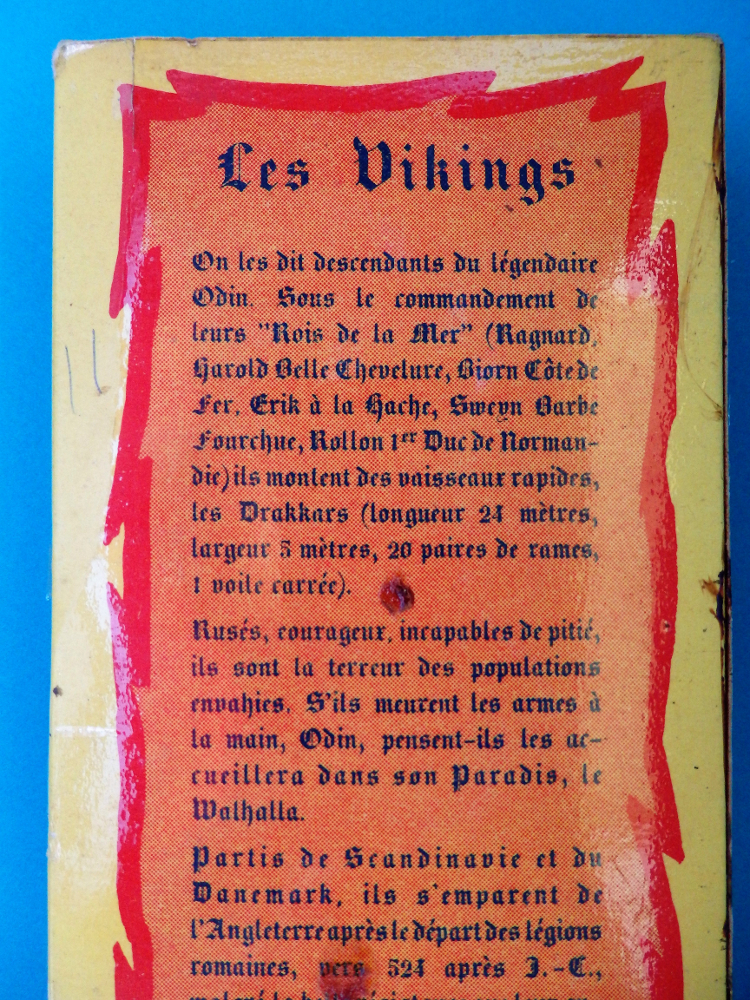 Les Vikings
On les dit descendants du légendaire
Odin. Sous le commandement de
leurs "Rois de la Mer" (Ragnard,
Harold Belle Chevelure, Biorn Côte de
Fer, Erik à la Hache, Sweyn Barbe
Fourchue, Rollon 1er Duc de Norman-
die) ils montent des vaisseaux rapides,
les Drakkars (longueur 24 mètres,
largeur 5 mètres, 20 paires de rames,
1 voile carrée).
Rusés, courageux, incapables de pitié,
ils sont la terreur des populations
envahies. S'ils meurent les armes à
la main, Odin, pensent-ils les ac-
cueillera dans son Paradis, le
Walhalla.
Partis de Scandinavie et du
Danemark, ils s'emparent de
l'Angleterre après le départ des légions
romaines, vers 524 après J.-C.,